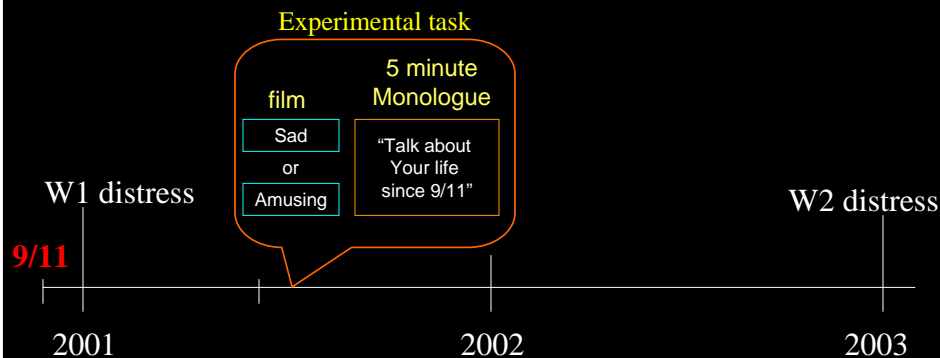 Experimental task
film
Sad
or
Amusing
5 minute
Monologue
“Talk about
Your life
since 9/11”
W1 distress
W2 distress
9/11
2001
2002
2003